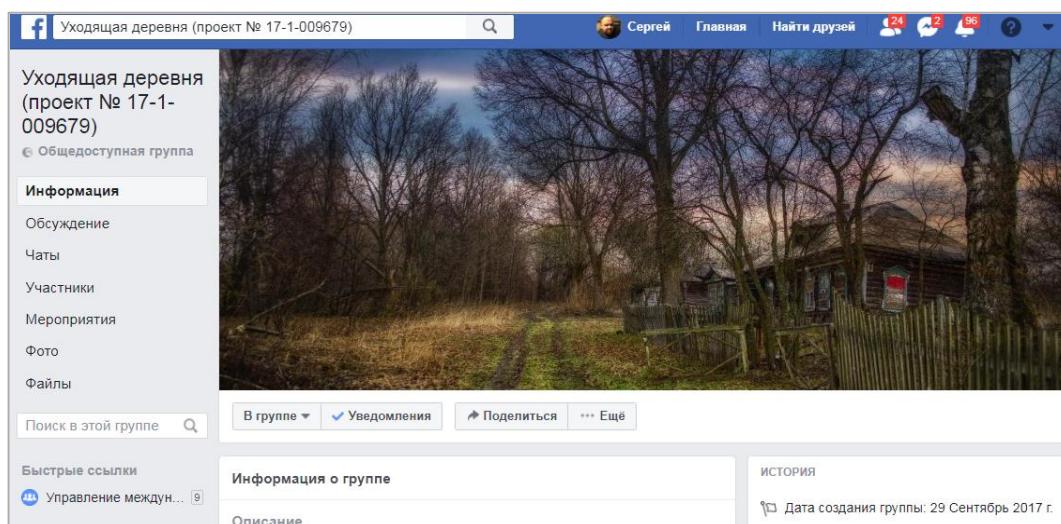 Уходящая деревня (проект № 17-1-009679)
Сергей Главная Найти друзей 24 2 96 ?
Уходящая деревня
(проект № 17-1-
009679)
Общедоступная группа
Информация
Обсуждение
Чаты
Участники
Мероприятия
Фото
Файлы
Поиск в этой группе
Быстрые ссылки
Управление междун... 9
В группе Уведомления Поделиться ... Ещё
Информация о группе
Описание
ИСТОРИЯ
Дата создания группы: 29 Сентябрь 2017 г.